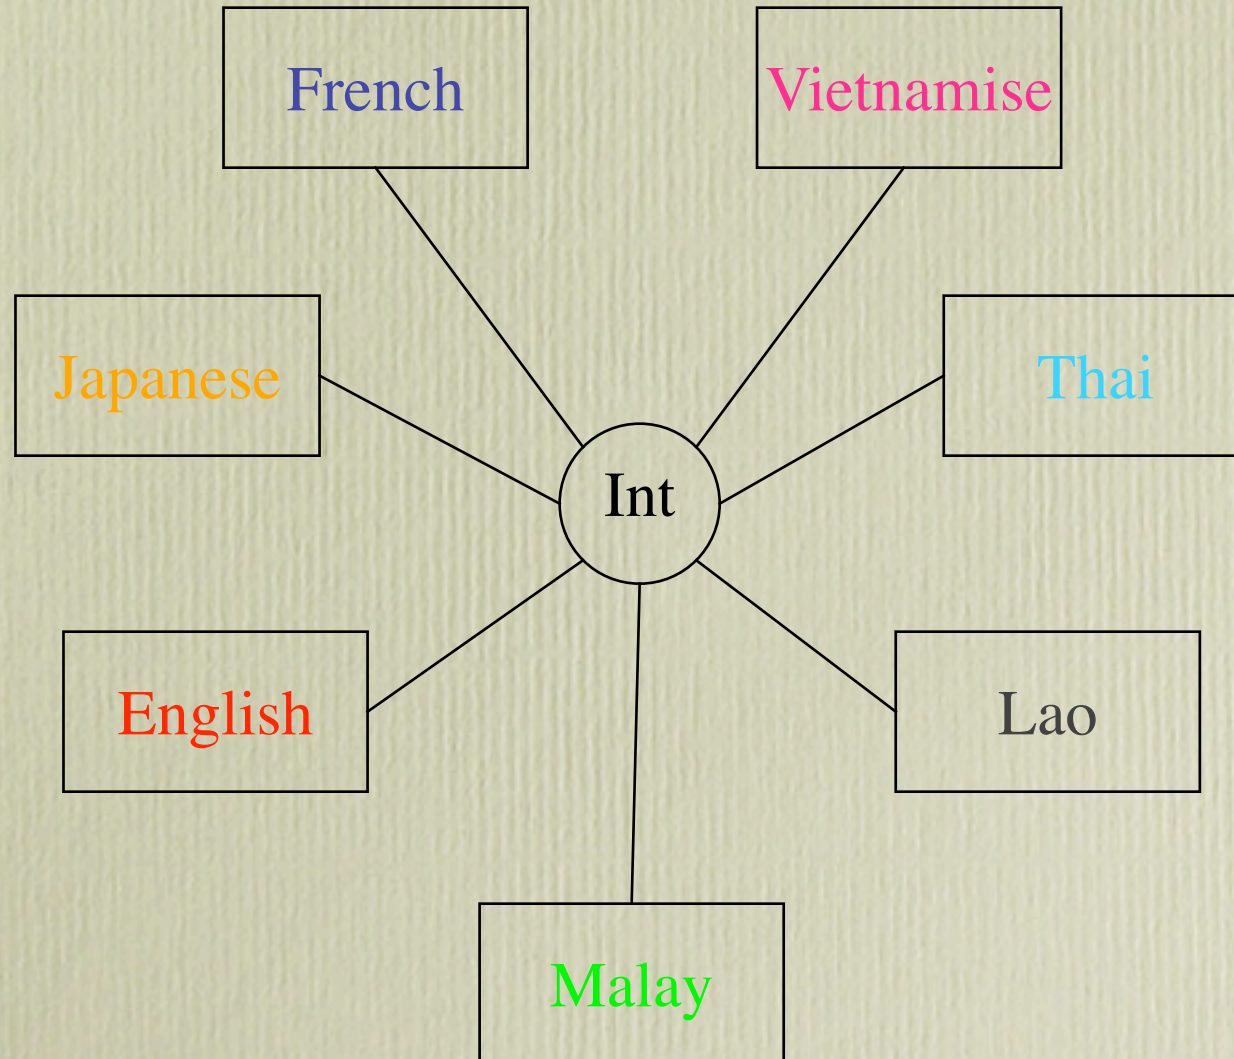 French
Vietnamise
Japanese
Thai
Int
English
Lao
Malay